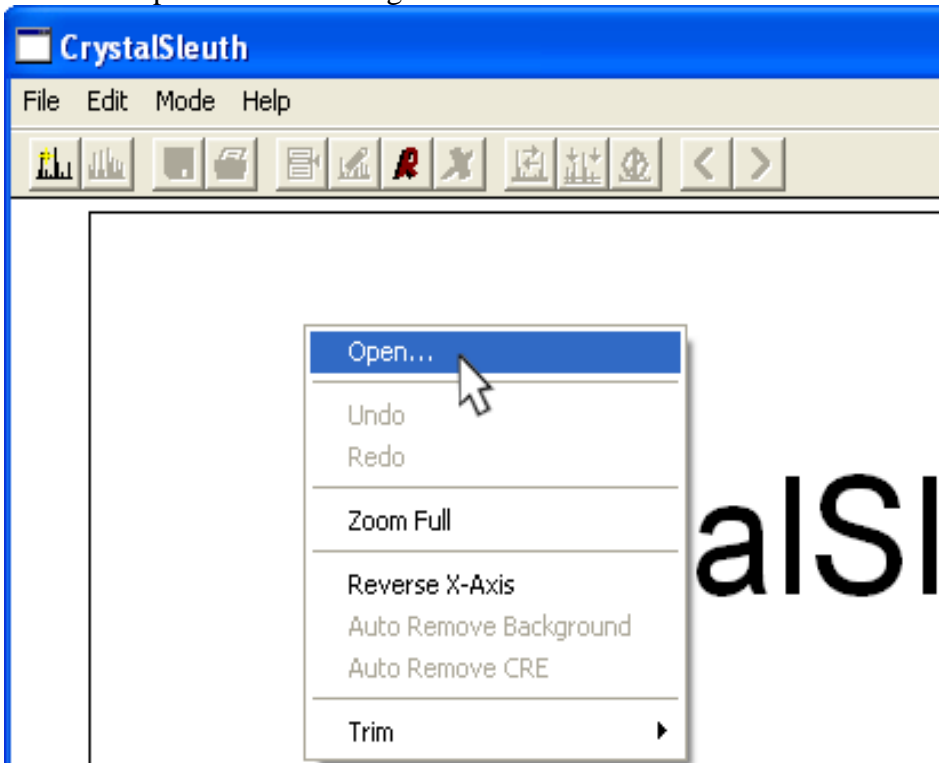 CrystalSleuth
File Edit Mode Help
R
Open...
Undo
Redo
Zoom Full
alSl
Reverse X-Axis
Auto Remove Background
Auto Remove CRE
Trim